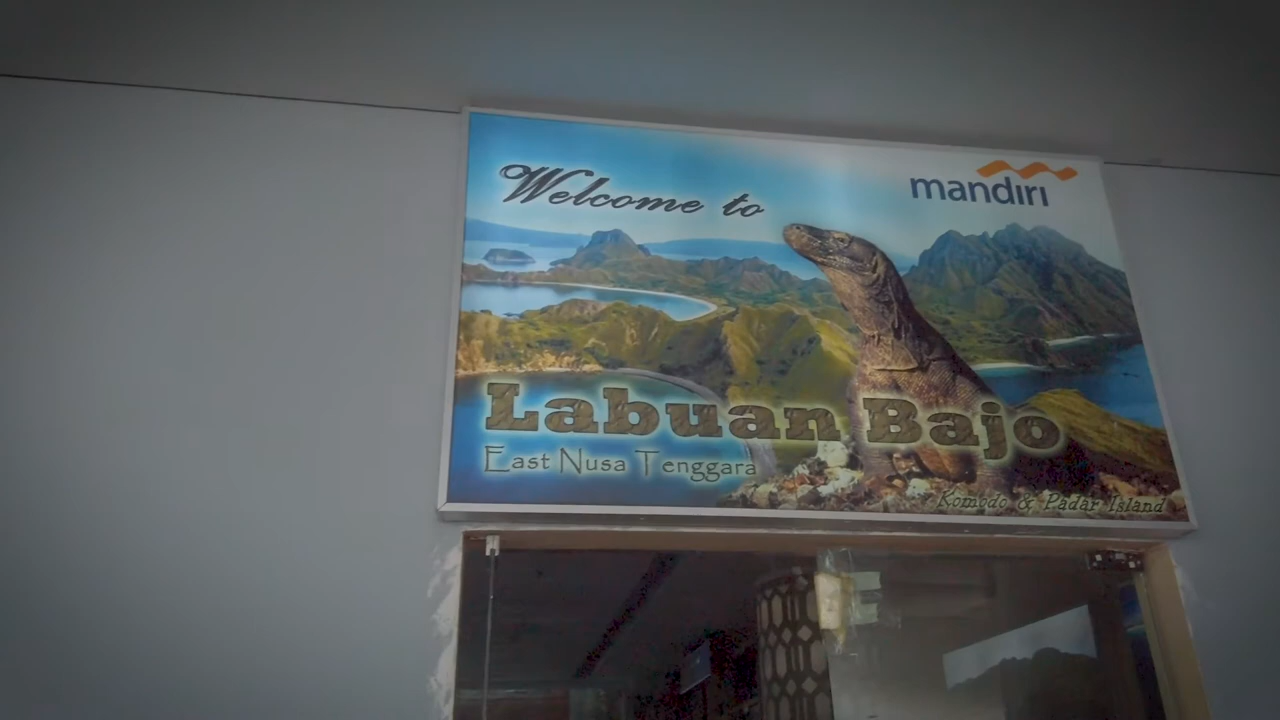 Welcome to
mandiri
Labuan Bajo
East Nusa Tenggara
Komodo & Padar Island